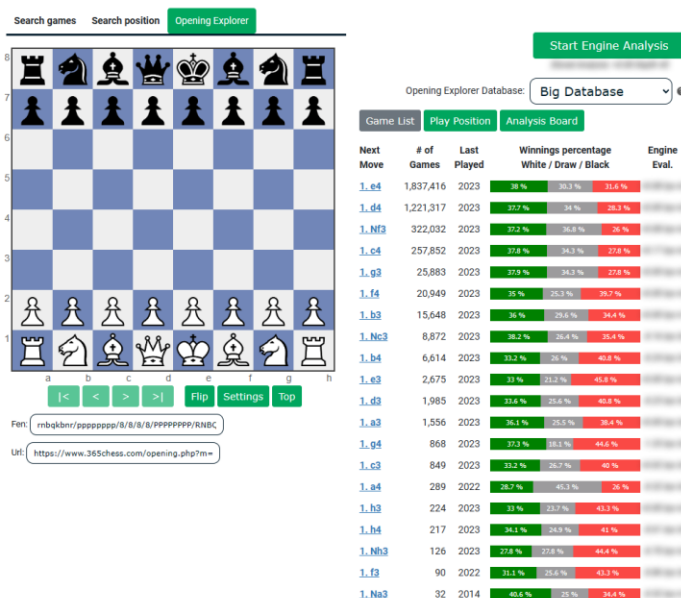 Search games Search position Opening Explorer
8
7
6
5
4
3
2
1
a b c d e f g h
|< < > >| Flip Settings Top
Fen: rnbqkbnr/pppppppp/8/8/8/8/PPPPPPPP/RNBQ
Url: https://www.365chess.com/opening.php?m=
Start Engine Analysis
Opening Explorer Database: Big Database
Game List Play Position Analysis Board
Next Move # of Games Last Played Winnings percentage White / Draw / Black Engine Eval.
1. e4 1,837,416 2023 38 % 30.3 % 31.6 %
1. d4 1,221,317 2023 37.7 % 34 % 28.3 %
1. Nf3 322,032 2023 37.2 % 36.8 % 26 %
1. c4 257,852 2023 37.8 % 34.3 % 27.8 %
1. g3 25,883 2023 37.9 % 34.3 % 27.8 %
1. f4 20,949 2023 35 % 25.3 % 39.7 %
1. b3 15,648 2023 36 % 29.6 % 34.4 %
1. Nc3 8,872 2023 38.2 % 26.4 % 35.4 %
1. b4 6,614 2023 33.2 % 26 % 40.8 %
1. e3 2,675 2023 33 % 21.2 % 45.8 %
1. d3 1,985 2023 33.6 % 25.6 % 40.8 %
1. a3 1,556 2023 36.1 % 25.5 % 38.4 %
1. g4 868 2023 37.3 % 18.1 % 44.6 %
1. c3 849 2023 33.2 % 26.7 % 40 %
1. a4 289 2022 28.7 % 45.3 % 26 %
1. h3 224 2023 33 % 23.7 % 43.3 %
1. h4 217 2023 34.1 % 24.9 % 41 %
1. Nh3 126 2023 27.8 % 27.8 % 44.4 %
1. f3 90 2022 31.1 % 25.6 % 43.3 %
1. Na3 32 2014 40.6 % 25 % 34.4 %